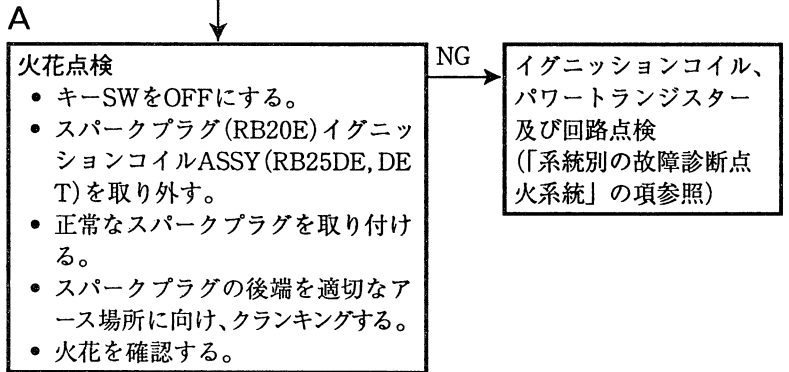 A
火花点検
● キーSWをOFFにする。
● スパークプラグ(RB20E)イグニッ
ションコイルASSY(RB25DE, DE
T)を取り外す。
● 正常なスパークプラグを取り付け
る。
● スパークプラグの後端を適切なア
ース場所に向け、クランキングする。
● 火花を確認する。
NG
イグニッションコイル、
パワートランジスター
及び回路点検
(「系統別の故障診断点
火系統」の項参照)